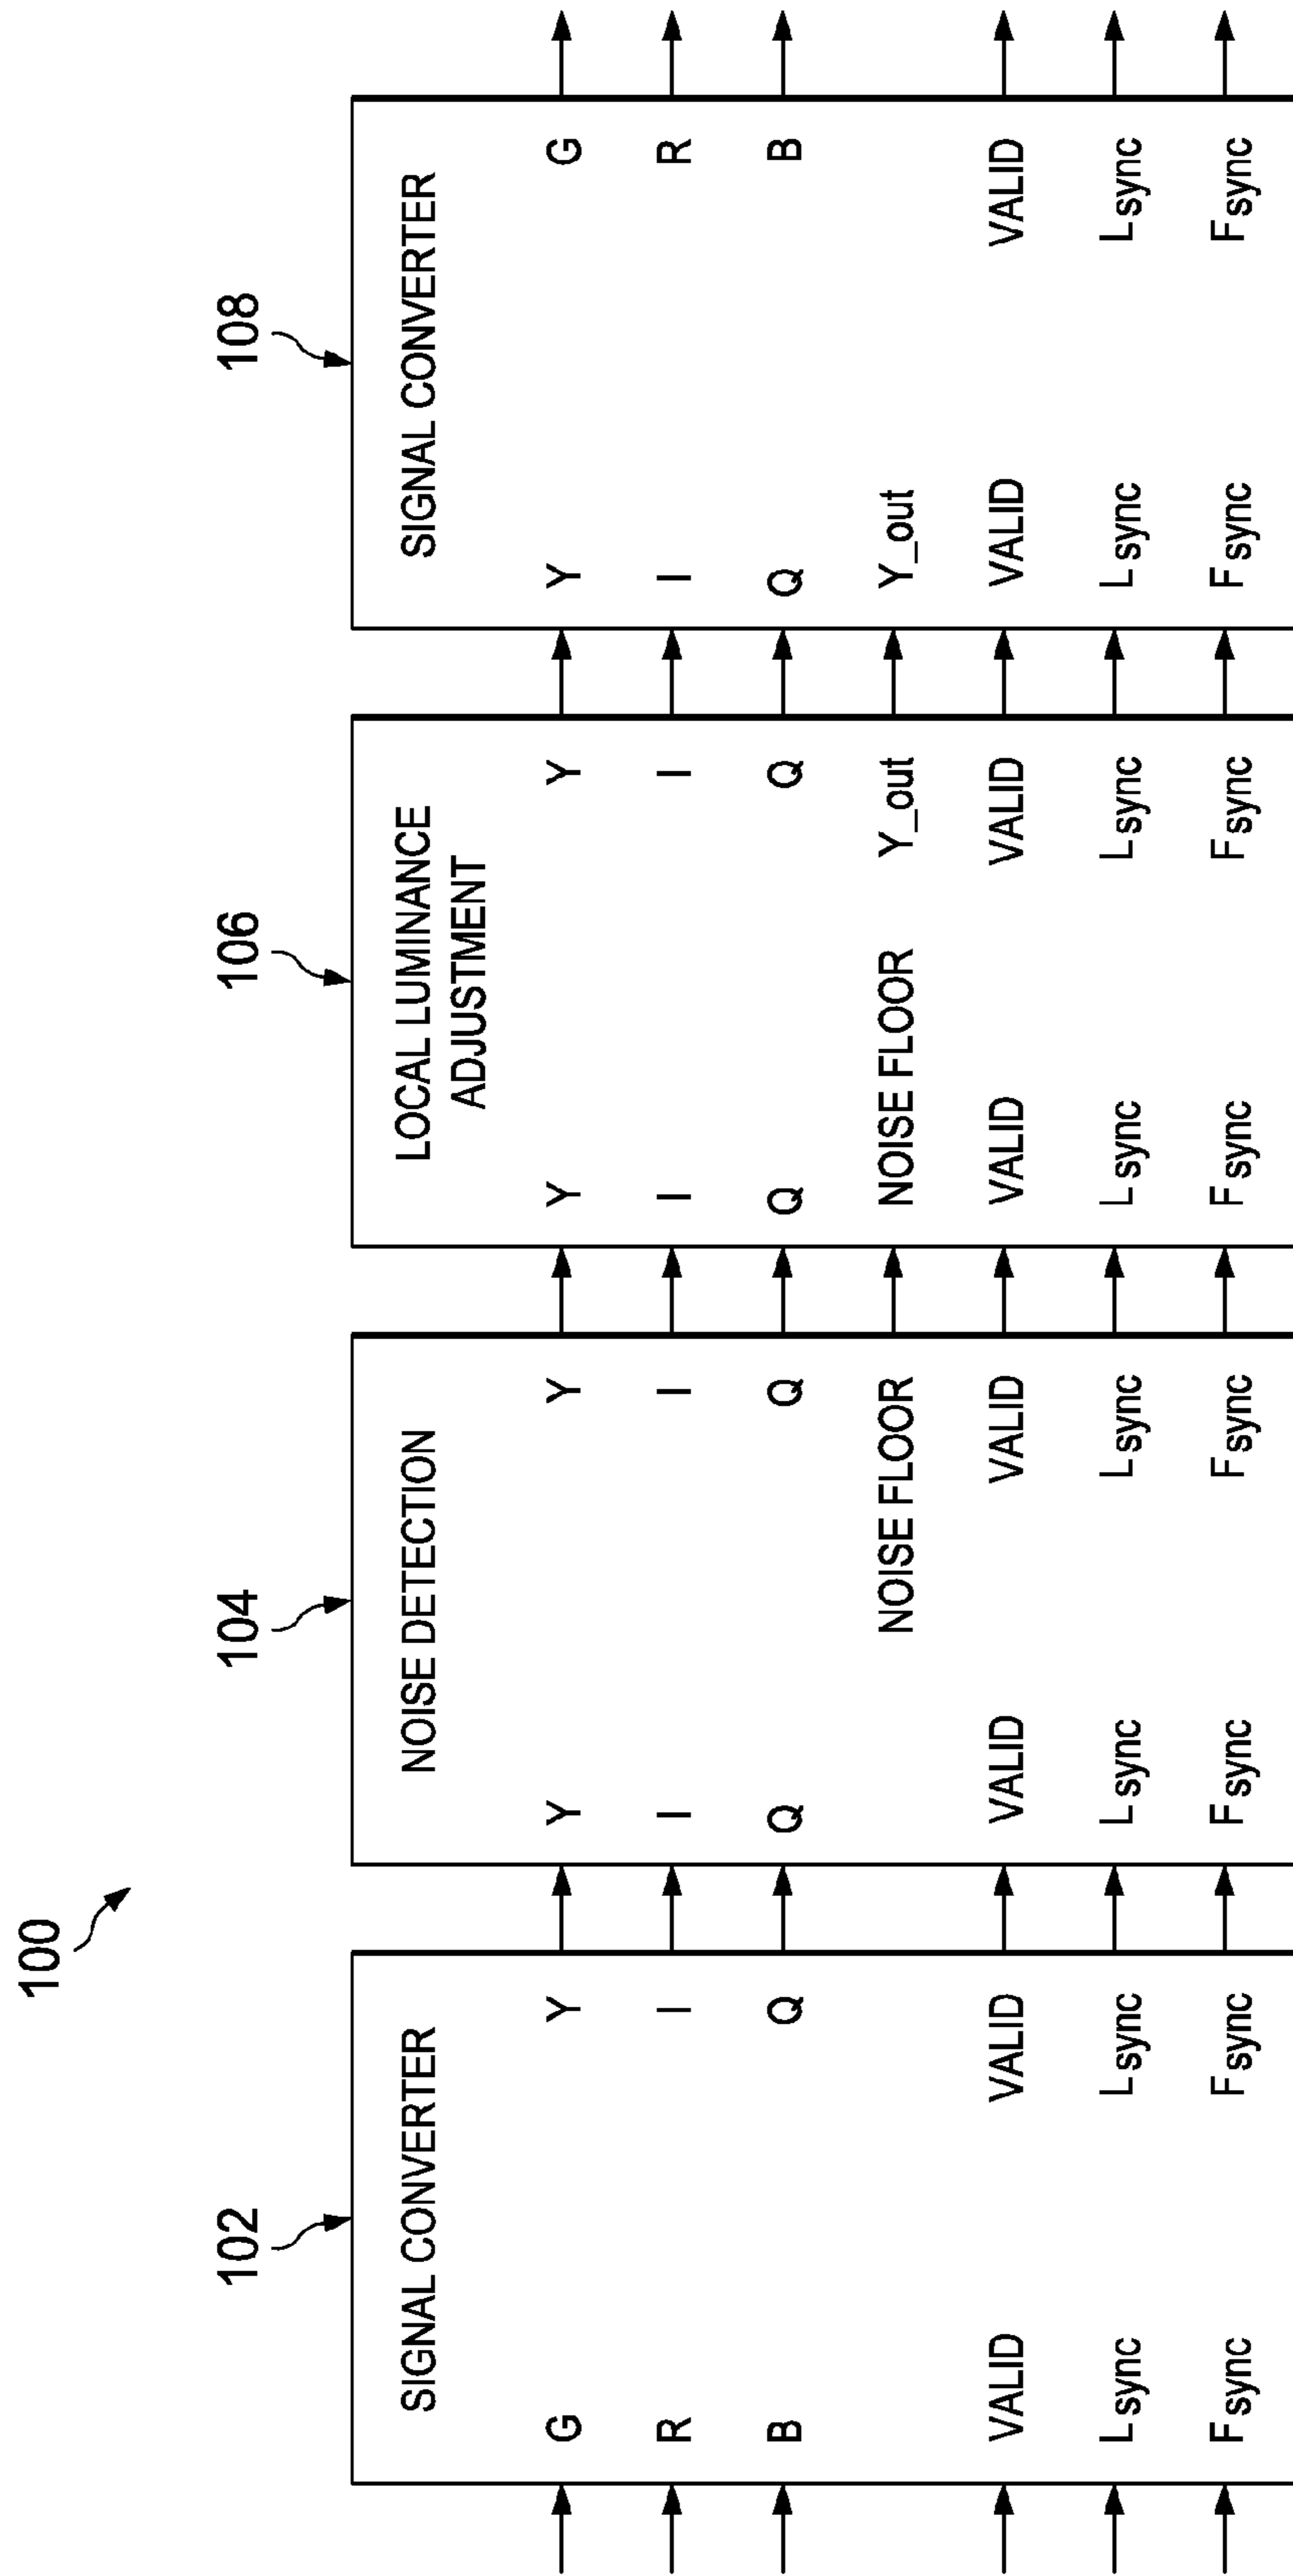 100
102
SIGNAL CONVERTER
G Y
R I
B Q
VALID VALID
Lsync Lsync
Fsync Fsync
104
NOISE DETECTION
Y Y
I I
Q Q
NOISE FLOOR
VALID VALID
Lsync Lsync
Fsync Fsync
106
LOCAL LUMINANCE
ADJUSTMENT
Y Y
I I
Q Q
NOISE FLOOR Y_out
VALID VALID
Lsync Lsync
Fsync Fsync
108
SIGNAL CONVERTER
Y G
I R
Q B
Y_out
VALID VALID
Lsync Lsync
Fsync Fsync